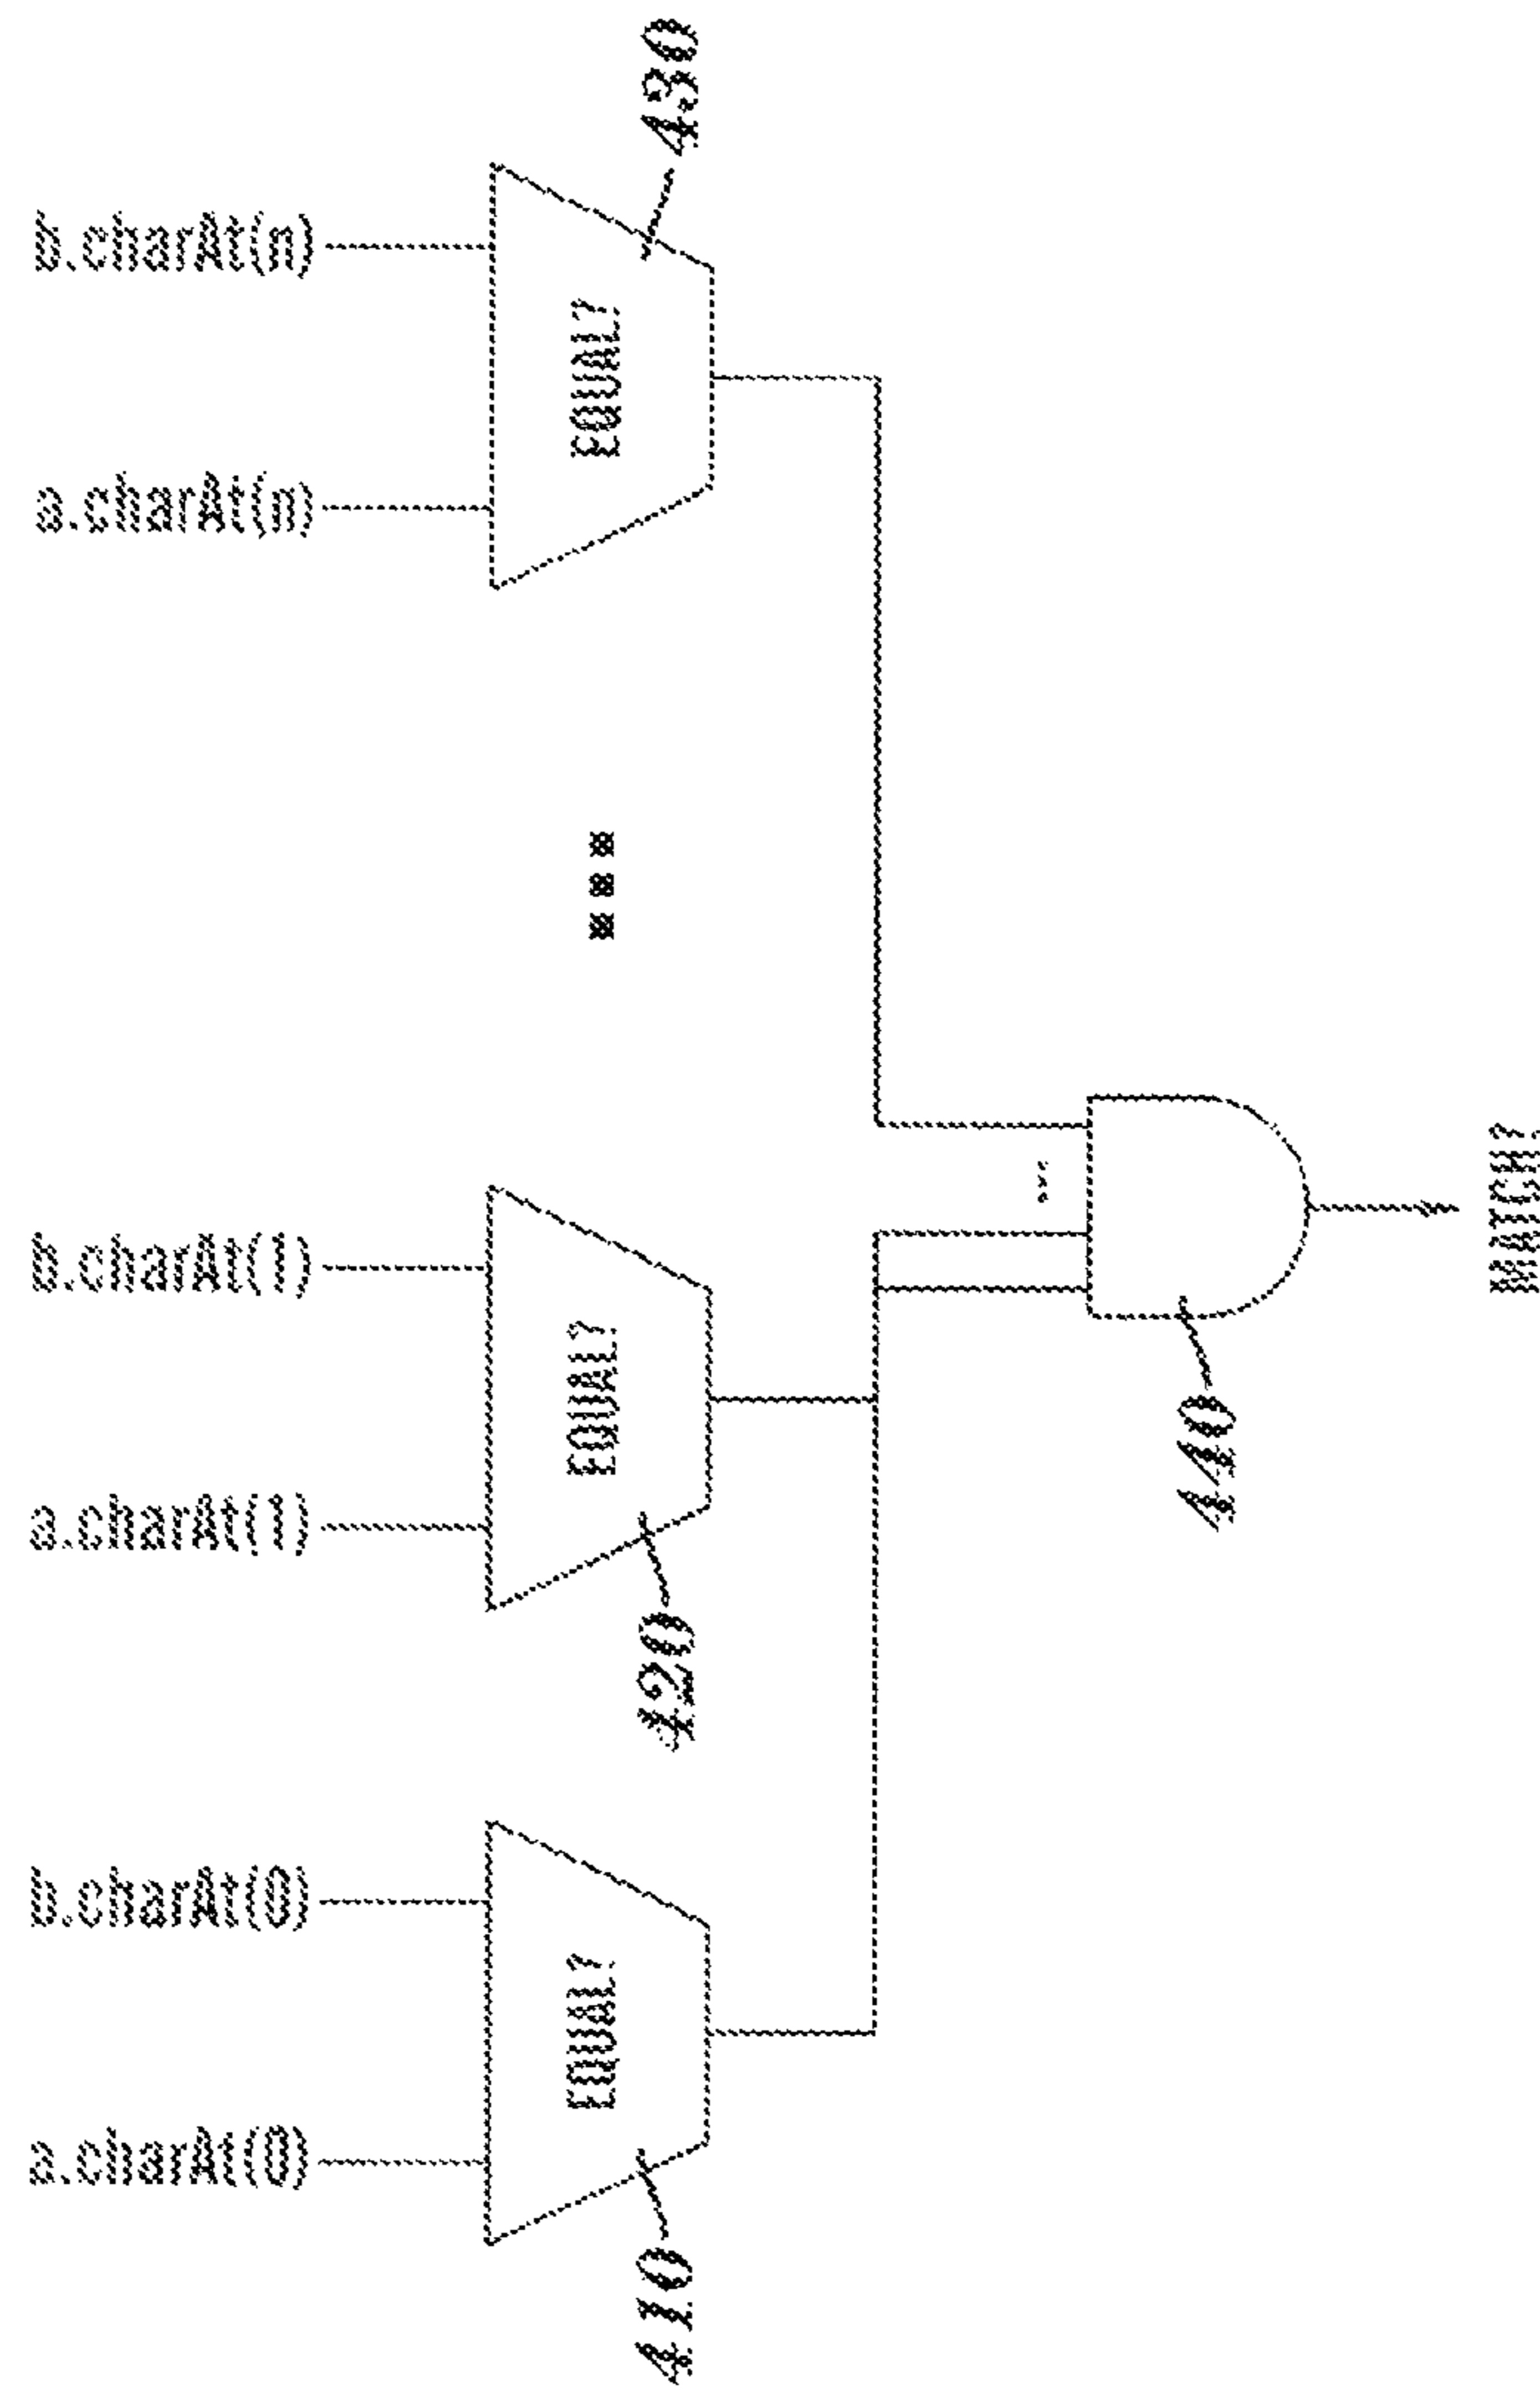 b.charAt(n)
a.charAt(n)
EQUAL?
430
b.charAt(1)
a.charAt(1)
EQUAL?
420
b.charAt(0)
a.charAt(0)
EQUAL?
410
440
MATCH?